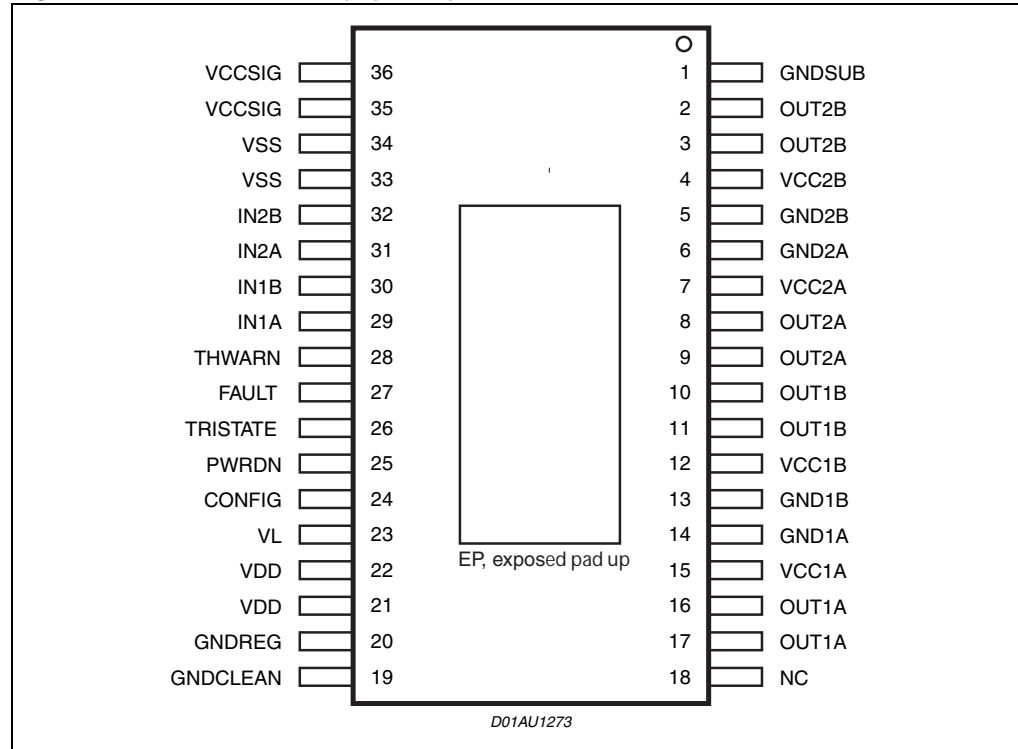 VCCSIG 36 1 GNDSUB
VCCSIG 35 2 OUT2B
VSS 34 3 OUT2B
VSS 33 4 VCC2B
IN2B 32 5 GND2B
IN2A 31 6 GND2A
IN1B 30 7 VCC2A
IN1A 29 8 OUT2A
THWARN 28 9 OUT2A
FAULT 27 10 OUT1B
TRISTATE 26 11 OUT1B
PWRDN 25 12 VCC1B
CONFIG 24 13 GND1B
VL 23 14 GND1A
EP, exposed pad up
VDD 22 15 VCC1A
VDD 21 16 OUT1A
GNDREG 20 17 OUT1A
GNDCLEAN 19 18 NC
D01AU1273